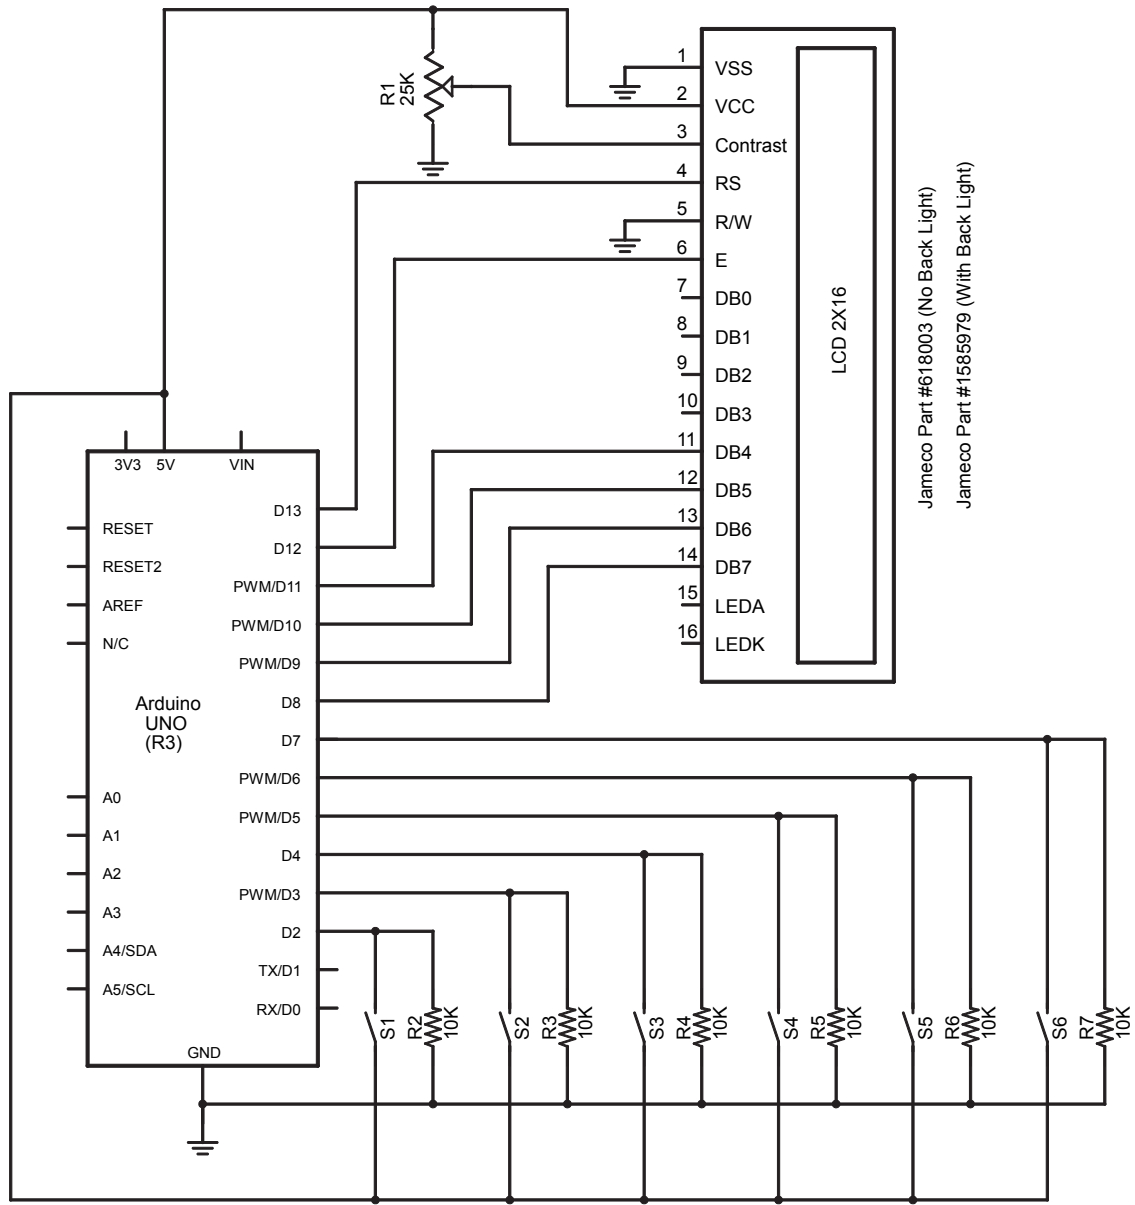 R1
25K
1
VSS
2
VCC
3
Contrast
4
RS
5
R/W
6
E
7
DB0
8
DB1
9
DB2
10
DB3
11
DB4
12
DB5
13
DB6
14
DB7
15
LEDA
16
LEDK
LCD 2X16
Jameco Part #618003 (No Back Light)
Jameco Part #1585979 (With Back Light)
3V3
5V
VIN
RESET
RESET2
AREF
N/C
Arduino
UNO
(R3)
A0
A1
A2
A3
A4/SDA
A5/SCL
D13
D12
PWM/D11
PWM/D10
PWM/D9
D8
D7
PWM/D6
PWM/D5
D4
PWM/D3
D2
TX/D1
RX/D0
GND
S1
R2
10K
S2
R3
10K
S3
R4
10K
S4
R5
10K
S5
R6
10K
S6
R7
10K